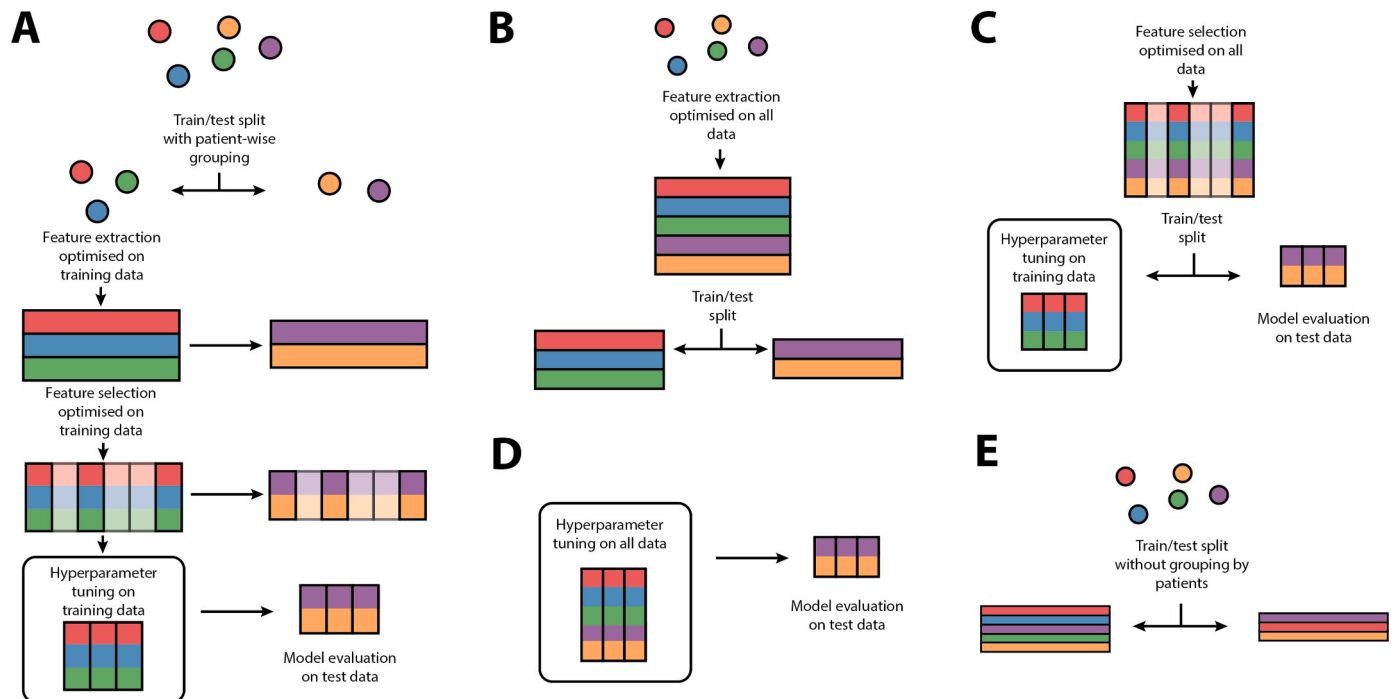 A
Train/test split
with patient-wise
grouping
Feature extraction
optimised on
training data
Feature selection
optimised on
training data
Hyperparameter
tuning on
training data
Model evaluation
on test data
B
Feature extraction
optimised on all
data
Train/test
split
C
Feature selection
optimised on all
data
Train/test
split
Hyperparameter
tuning on
training data
Model evaluation
on test data
D
Hyperparameter
tuning on all data
Model evaluation
on test data
E
Train/test split
without grouping by
patients